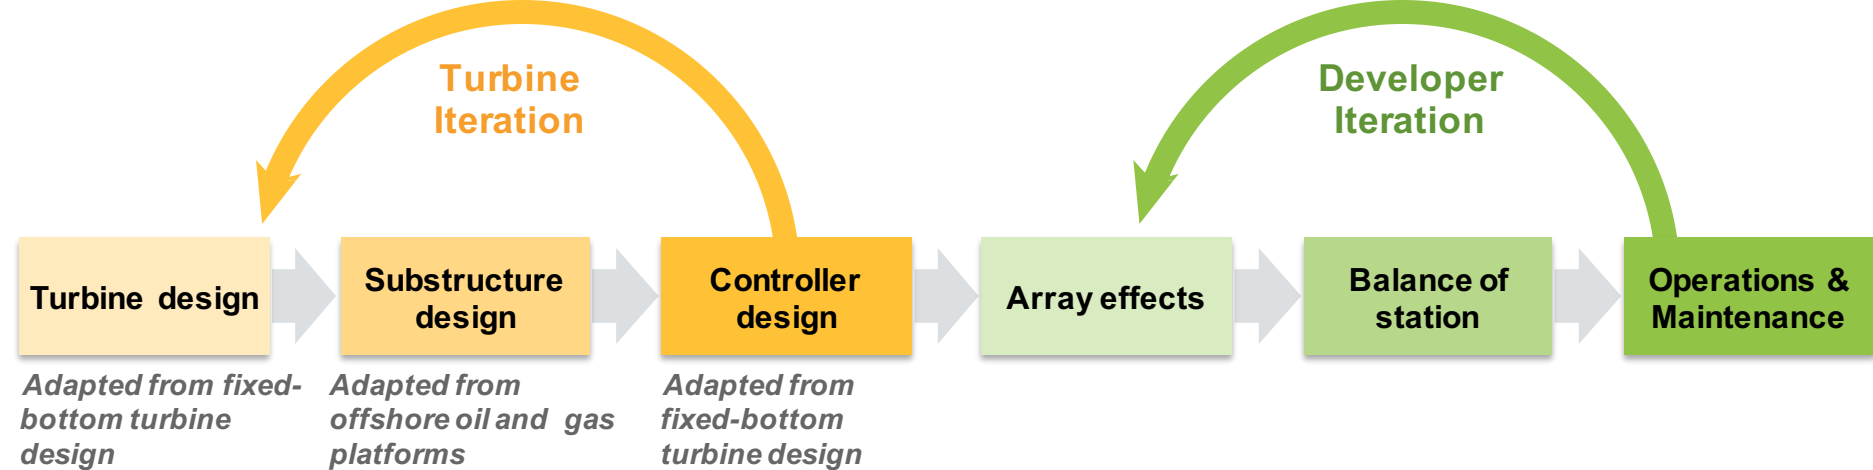 Turbine
Iteration
Developer
Iteration
Turbine design
Substructure
design
Controller
design
Array effects
Balance of
station
Operations &
Maintenance
Adapted from fixed-
bottom turbine
design
Adapted from
offshore oil and gas
platforms
Adapted from
fixed-bottom
turbine design